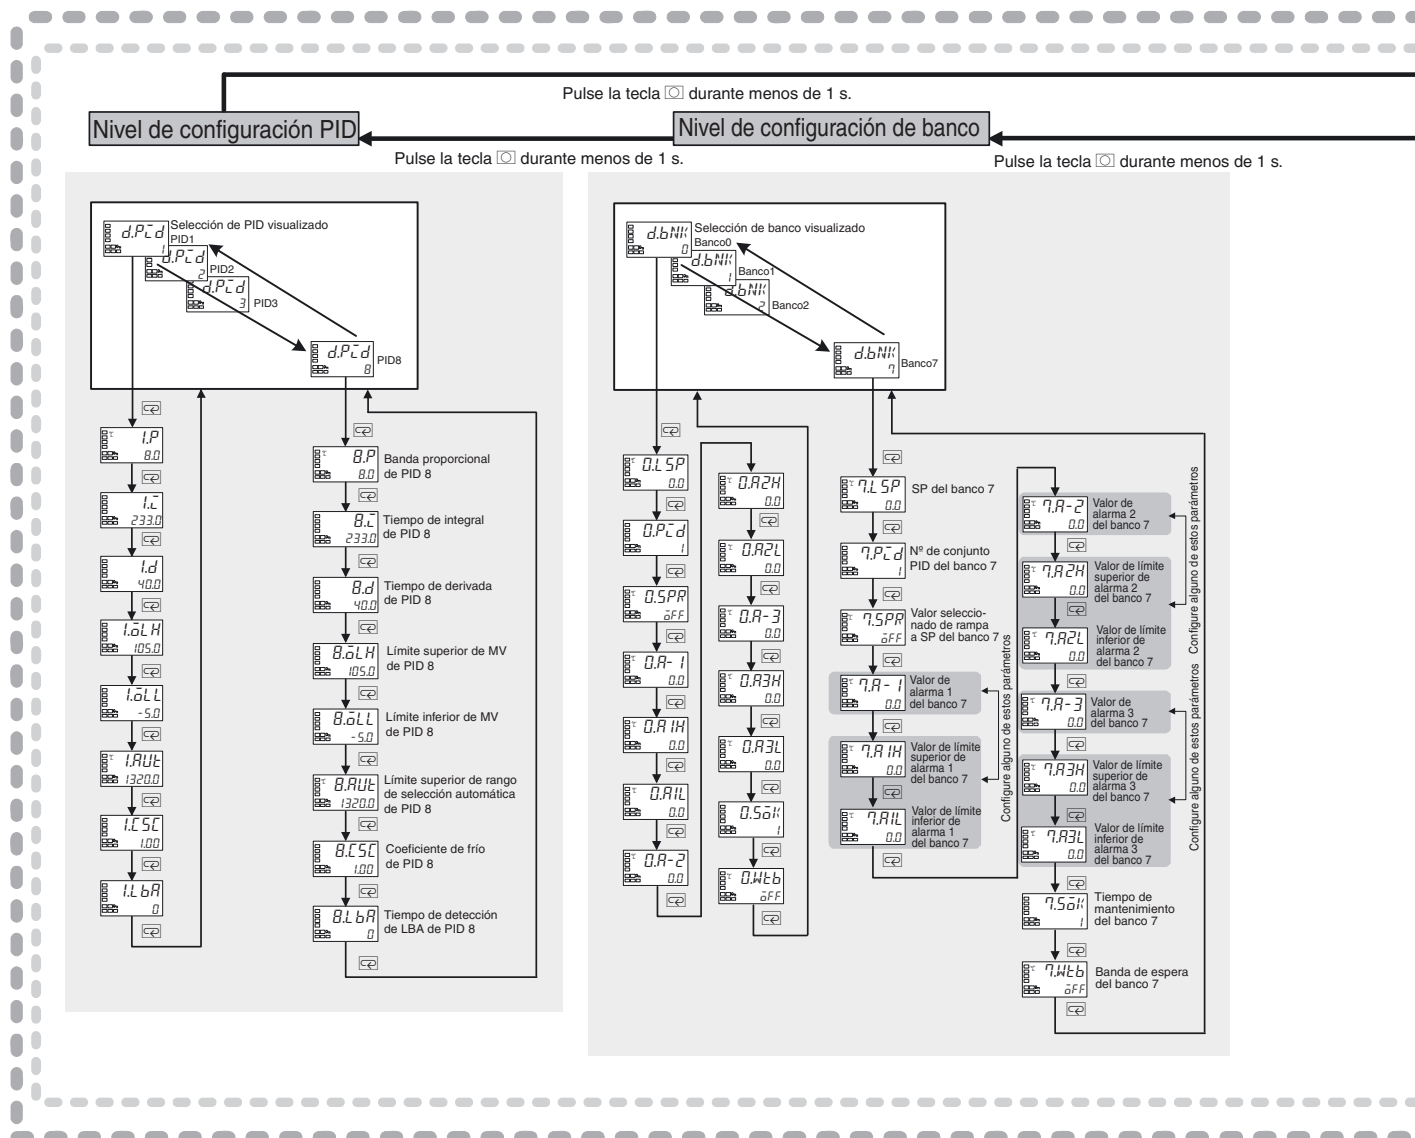 Pulse la tecla durante menos de 1 s.
Nivel de configuración PID
Nivel de configuración de banco
Pulse la tecla durante menos de 1 s.
Pulse la tecla durante menos de 1 s.
d.Pid
1
Selección de PID visualizado
PID1
d.Pid
2
PID2
d.Pid
3
PID3
d.Pid
8
PID8
1.P
8.0
1.i
233.0
1.d
40.0
1.oLH
105.0
1.oLL
-5.0
1.AUt
1320.0
1.CSC
1.00
1.LbA
0
8.P
8.0
Banda proporcional
de PID 8
8.i
233.0
Tiempo de integral
de PID 8
8.d
40.0
Tiempo de derivada
de PID 8
8.oLH
105.0
Límite superior de MV
de PID 8
8.oLL
-5.0
Límite inferior de MV
de PID 8
8.AUt
1320.0
Límite superior de rango
de selección automática
de PID 8
8.CSC
1.00
Coeficiente de frío
de PID 8
8.LbA
0
Tiempo de detección
de LBA de PID 8
d.bNK
0
Selección de banco visualizado
Banco0
d.bNK
1
Banco1
d.bNK
2
Banco2
d.bNK
7
Banco7
0.LSP
0.0
0.Pid
1
0.SPR
oFF
0.A-1
0.0
0.A1H
0.0
0.A1L
0.0
0.A-2
0.0
0.A2H
0.0
0.A2L
0.0
0.A-3
0.0
0.A3H
0.0
0.A3L
0.0
0.SoK
1
0.Wtb
oFF
7.LSP
0.0
SP del banco 7
7.Pid
1
Nº de conjunto
PID del banco 7
7.SPR
oFF
Valor seleccio-
nado de rampa
a SP del banco 7
7.A-1
0.0
Valor de
alarma 1
del banco 7
7.A1H
0.0
Valor de límite
superior de
alarma 1
del banco 7
7.A1L
0.0
Valor de límite
inferior de
alarma 1
del banco 7
Configure alguno de estos parámetros
7.A-2
0.0
Valor de
alarma 2
del banco 7
7.A2H
0.0
Valor de límite
superior de
alarma 2
del banco 7
7.A2L
0.0
Valor de límite
inferior de
alarma 2
del banco 7
Configure alguno de estos parámetros
7.A-3
0.0
Valor de
alarma 3
del banco 7
7.A3H
0.0
Valor de límite
superior de
alarma 3
del banco 7
7.A3L
0.0
Valor de límite
inferior de
alarma 3
del banco 7
Configure alguno de estos parámetros
7.SoK
1
Tiempo de
mantenimiento
del banco 7
7.Wtb
oFF
Banda de espera
del banco 7